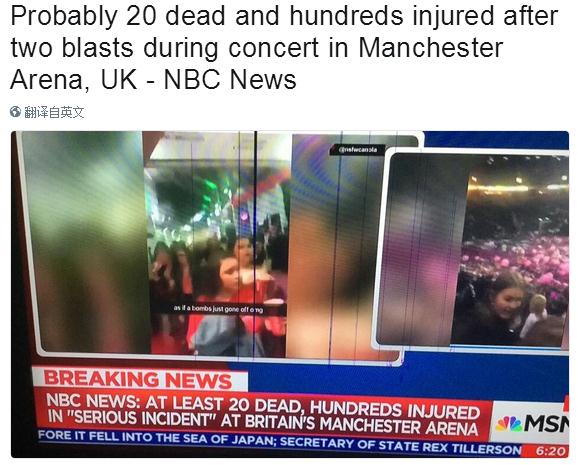 Probably 20 dead and hundreds injured after
two blasts during concert in Manchester
Arena, UK - NBC News
翻译自英文
@nsfwcanola
as if a bombs just gone off omg
BREAKING NEWS
NBC NEWS: AT LEAST 20 DEAD, HUNDREDS INJURED
IN "SERIOUS INCIDENT" AT BRITAIN'S MANCHESTER ARENA
MSN
FORE IT FELL INTO THE SEA OF JAPAN; SECRETARY OF STATE REX TILLERSON
6:20